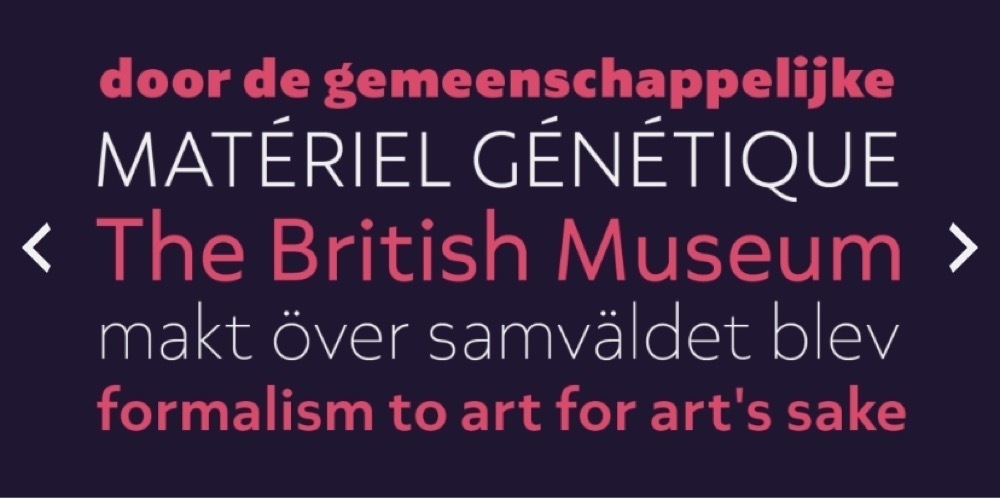 door de gemeenschappelijke
MATÉRIEL GÉNÉTIQUE
The British Museum
makt över samväldet blev
formalism to art for art's sake